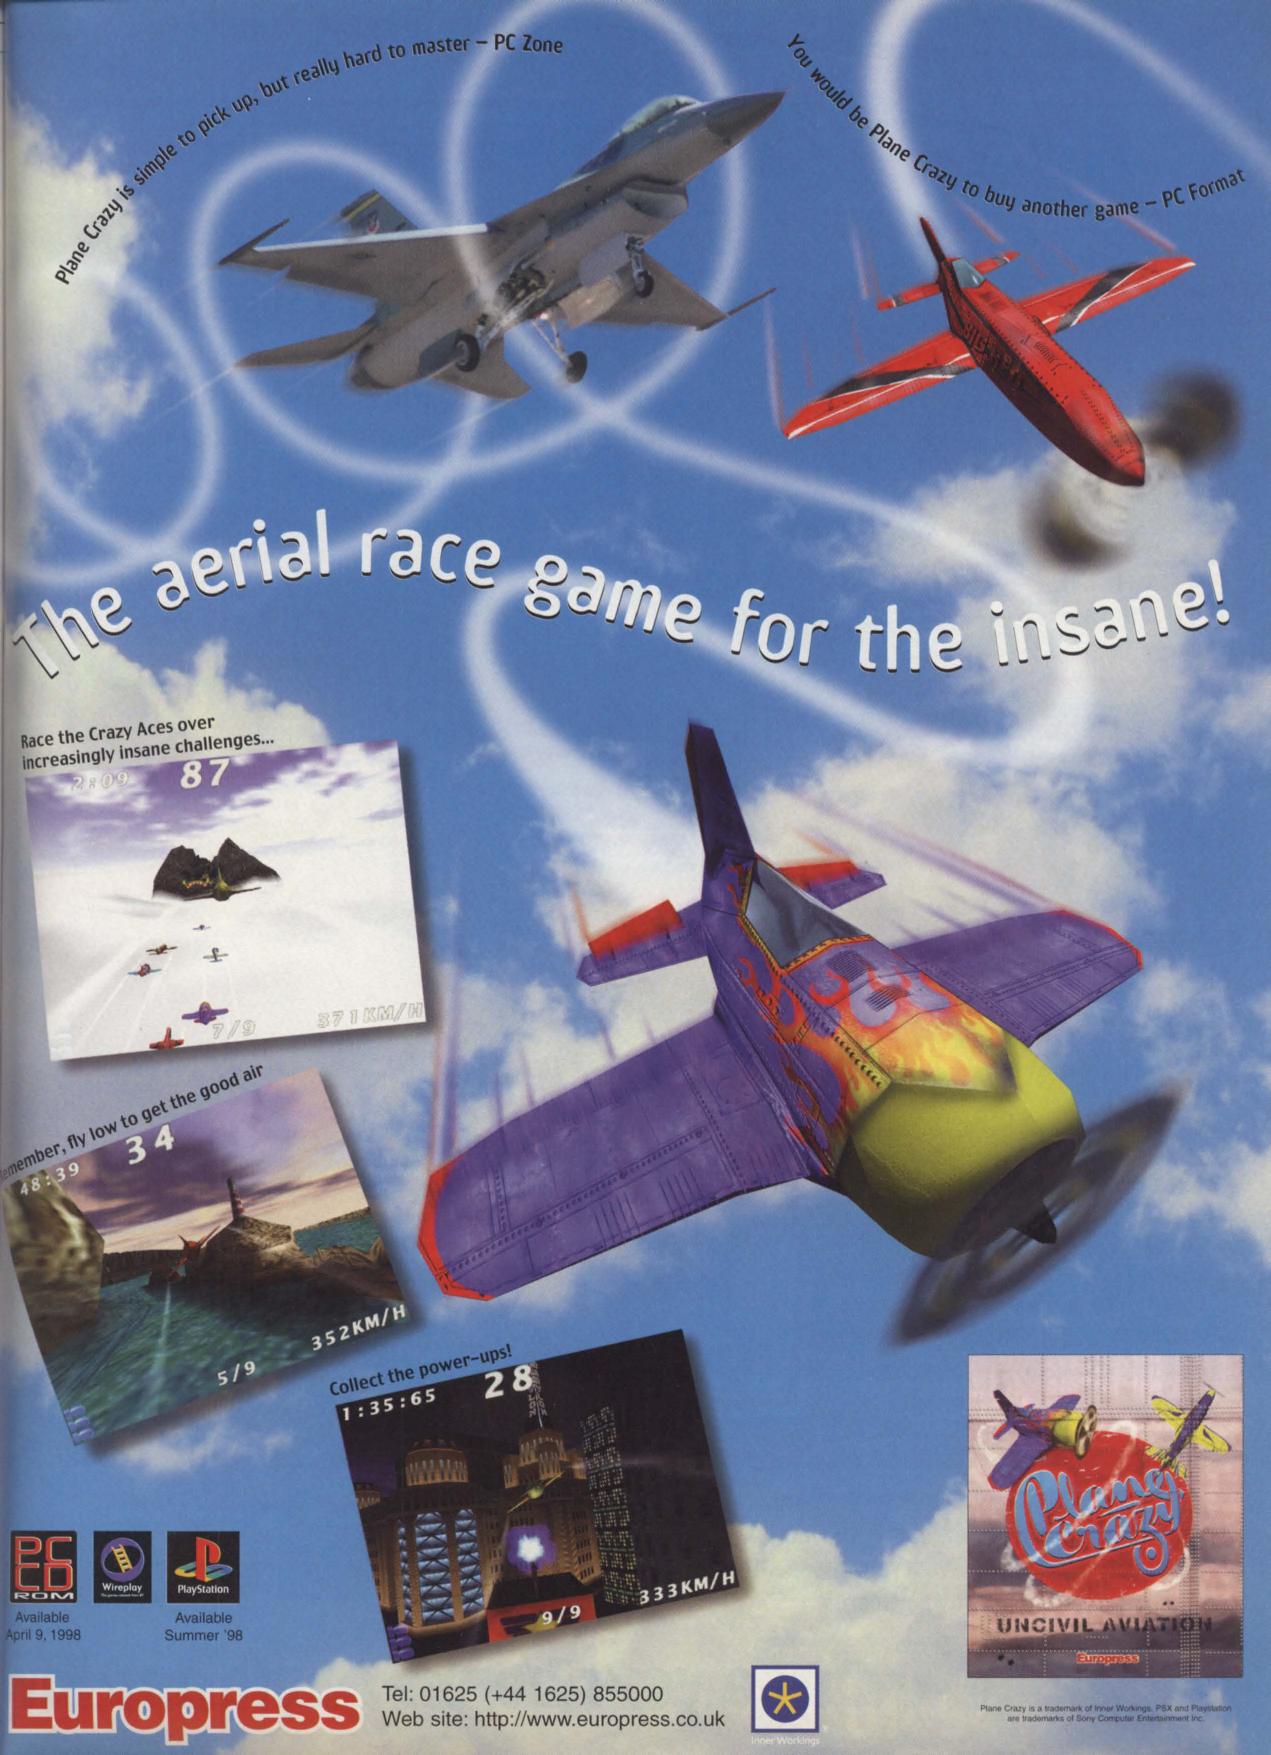 Plane Crazy is simple to pick up, but really hard to master – PC Zone
You would be Plane Crazy to buy another game – PC Format
The aerial race game for the insane!
Race the Crazy Aces over
increasingly insane challenges...
2:09
87
7/9
371KM/H
emember, fly low to get the good air
48:39
34
5/9
352KM/H
Collect the power-ups!
1:35:65
28
9/9
333KM/H
PC
CD
ROM
Available
April 9, 1998
Wireplay
PlayStation
Available
Summer '98
Plane
Crazy
UNCIVIL AVIATION
Europress
Europress
Tel: 01625 (+44 1625) 855000
Web site: http://www.europress.co.uk
Inner Workings
Plane Crazy is a trademark of Inner Workings. PSX and Playstation
are trademarks of Sony Computer Entertainment Inc.